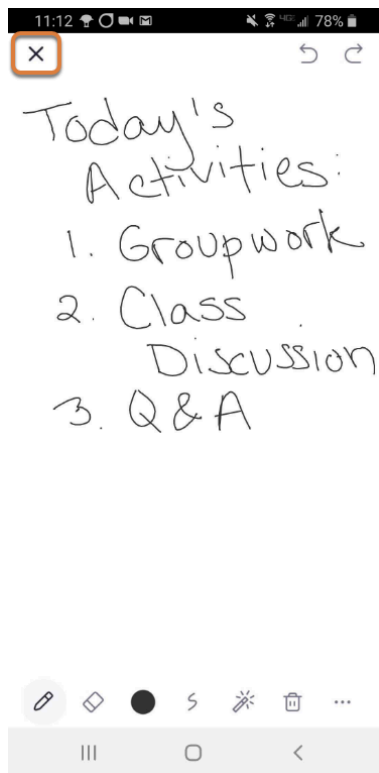 11:12 78%
Today's
Activities:
1. Groupwork
2. Class
Discussion
3. Q & A